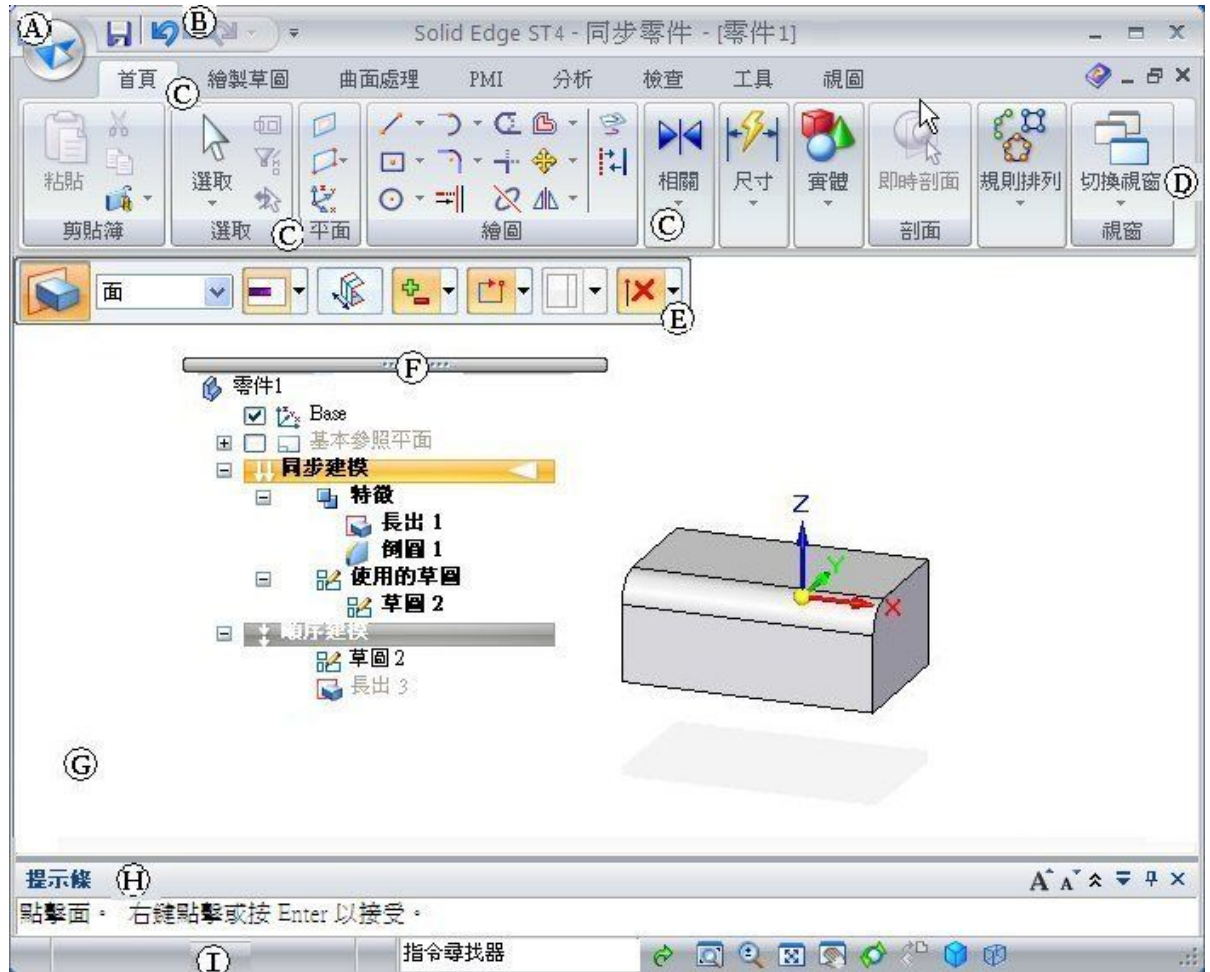 A B Solid Edge ST4 - 同步零件 - [零件1]
首頁 C 繪製草圖 曲面處理 PMI 分析 檢查 工具 視圖
粘貼 選取 相關 尺寸 實體 即時剖面 規則排列 切換視窗 D
剪貼簿 選取 C 平面 繪圖 C 剖面 視窗
面
E
F
零件1
Base
基本參照平面
同步建模
特徵
長出 1
倒圓 1
使用的草圖
草圖 2
順序建模
草圖 2
長出 3
Z
Y
X
G
提示條 H
點擊面。 右鍵點擊或按 Enter 以接受。
I 指令尋找器